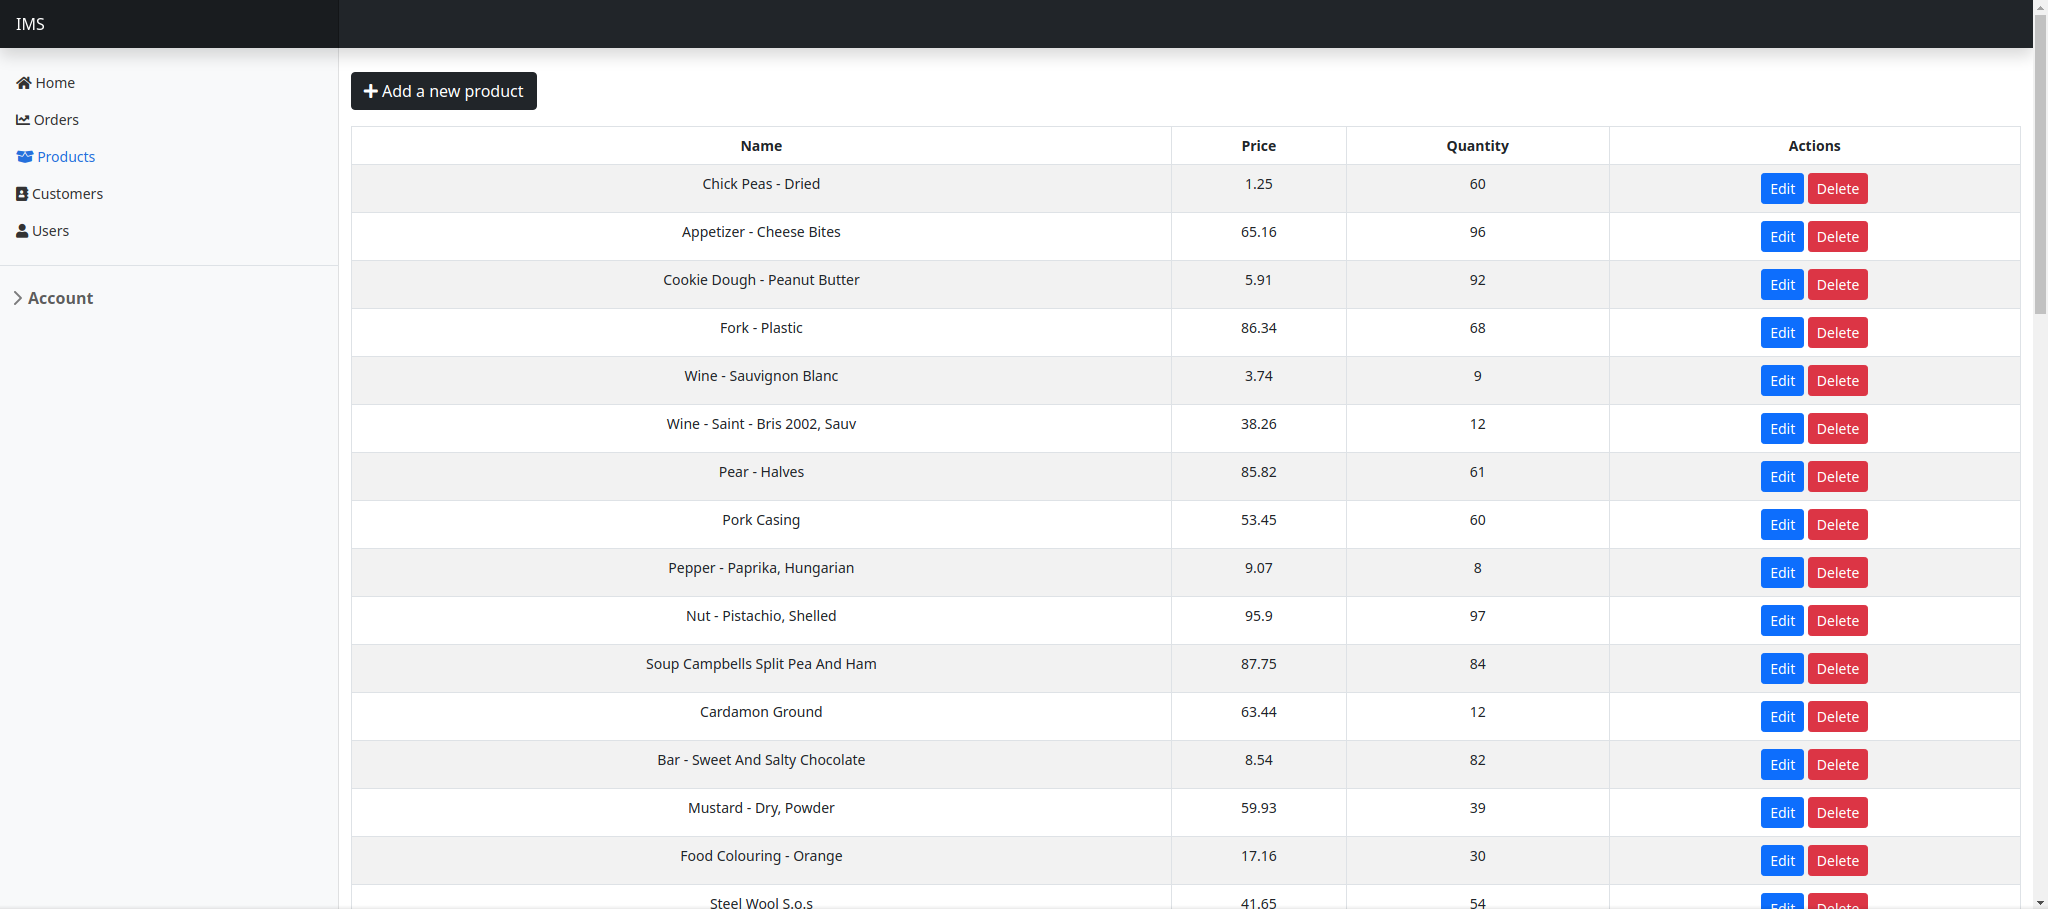 IMS
Home
Orders
Products
Customers
Users
Account
Add a new product
Name Price Quantity Actions
Chick Peas - Dried 1.25 60 Edit Delete
Appetizer - Cheese Bites 65.16 96 Edit Delete
Cookie Dough - Peanut Butter 5.91 92 Edit Delete
Fork - Plastic 86.34 68 Edit Delete
Wine - Sauvignon Blanc 3.74 9 Edit Delete
Wine - Saint - Bris 2002, Sauv 38.26 12 Edit Delete
Pear - Halves 85.82 61 Edit Delete
Pork Casing 53.45 60 Edit Delete
Pepper - Paprika, Hungarian 9.07 8 Edit Delete
Nut - Pistachio, Shelled 95.9 97 Edit Delete
Soup Campbells Split Pea And Ham 87.75 84 Edit Delete
Cardamon Ground 63.44 12 Edit Delete
Bar - Sweet And Salty Chocolate 8.54 82 Edit Delete
Mustard - Dry, Powder 59.93 39 Edit Delete
Food Colouring - Orange 17.16 30 Edit Delete
Steel Wool S.o.s 41.65 54 Edit Delete